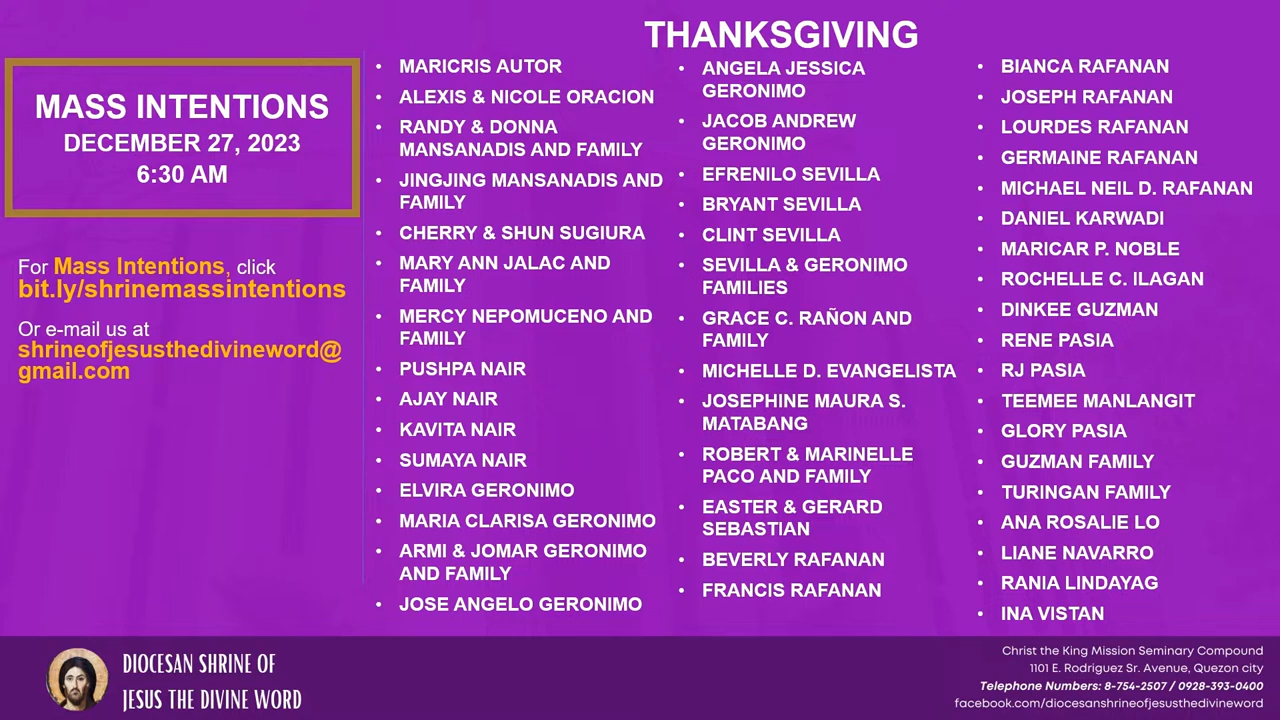 THANKSGIVING
MASS INTENTIONS
DECEMBER 27, 2023
6:30 AM
For Mass Intentions, click
bit.ly/shrinemassintentions
Or e-mail us at
shrineofjesusthedivineword@
gmail.com
• MARICRIS AUTOR
• ALEXIS & NICOLE ORACION
• RANDY & DONNA
MANSANADIS AND FAMILY
• JINGJING MANSANADIS AND
FAMILY
• CHERRY & SHUN SUGIURA
• MARY ANN JALAC AND
FAMILY
• MERCY NEPOMUCENO AND
FAMILY
• PUSHPA NAIR
• AJAY NAIR
• KAVITA NAIR
• SUMAYA NAIR
• ELVIRA GERONIMO
• MARIA CLARISA GERONIMO
• ARMI & JOMAR GERONIMO
AND FAMILY
• JOSE ANGELO GERONIMO
• ANGELA JESSICA
GERONIMO
• JACOB ANDREW
GERONIMO
• EFRENILO SEVILLA
• BRYANT SEVILLA
• CLINT SEVILLA
• SEVILLA & GERONIMO
FAMILIES
• GRACE C. RAÑON AND
FAMILY
• MICHELLE D. EVANGELISTA
• JOSEPHINE MAURA S.
MATABANG
• ROBERT & MARINELLE
PACO AND FAMILY
• EASTER & GERARD
SEBASTIAN
• BEVERLY RAFANAN
• FRANCIS RAFANAN
• BIANCA RAFANAN
• JOSEPH RAFANAN
• LOURDES RAFANAN
• GERMAINE RAFANAN
• MICHAEL NEIL D. RAFANAN
• DANIEL KARWADI
• MARICAR P. NOBLE
• ROCHELLE C. ILAGAN
• DINKEE GUZMAN
• RENE PASIA
• RJ PASIA
• TEEMEE MANLANGIT
• GLORY PASIA
• GUZMAN FAMILY
• TURINGAN FAMILY
• ANA ROSALIE LO
• LIANE NAVARRO
• RANIA LINDAYAG
• INA VISTAN
DIOCESAN SHRINE OF
JESUS THE DIVINE WORD
Christ the King Mission Seminary Compound
1101 E. Rodriguez Sr. Avenue, Quezon city
Telephone Numbers: 8-754-2507 / 0928-393-0400
facebook.com/diocesanshrineofjesusthedivineword